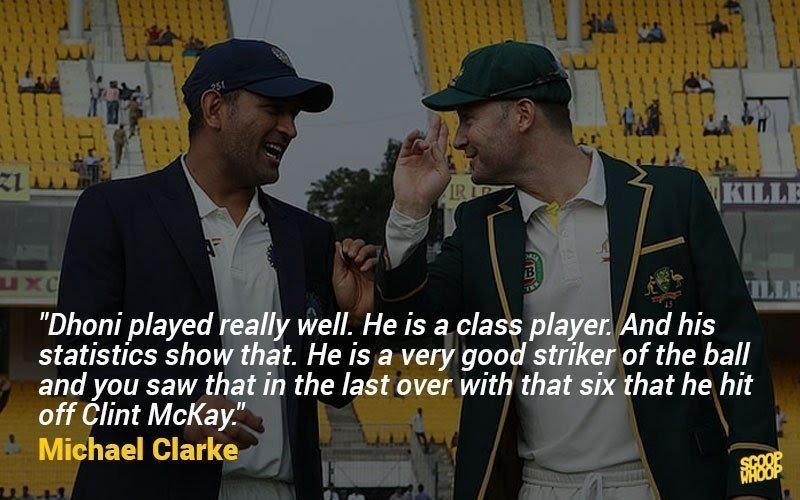 251
KILLE
"Dhoni played really well. He is a class player. And his
statistics show that. He is a very good striker of the ball
and you saw that in the last over with that six that he hit
off Clint McKay."
Michael Clarke
SCOOP
WHOOP